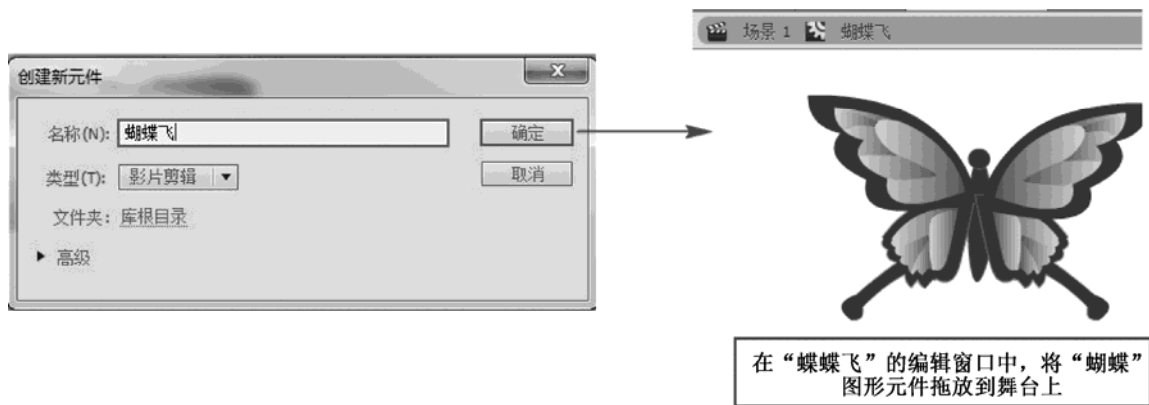 创建新元件
名称(N): 蝴蝶飞
确定
类型(T): 影片剪辑
取消
文件夹: 库根目录
高级
场景 1 蝴蝶飞
在“蝶蝶飞”的编辑窗口中，将“蝴蝶”
图形元件拖放到舞台上